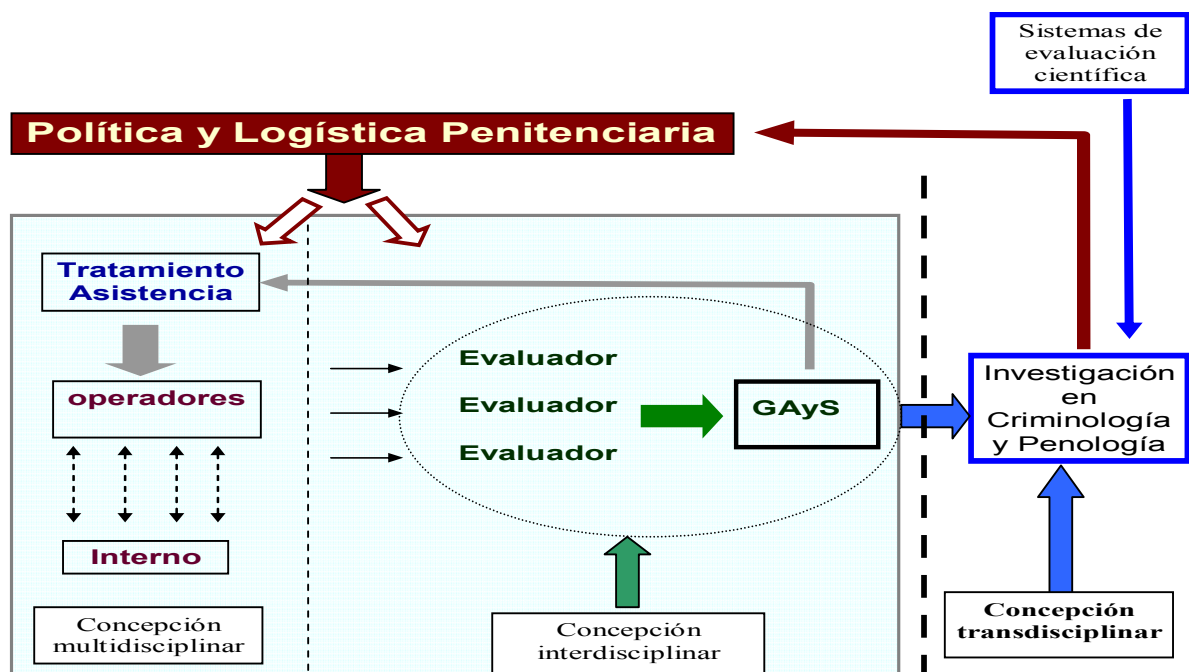 Sistemas de
evaluación
científica
Política y Logística Penitenciaria
Tratamiento
Asistencia
operadores
Interno
Concepción
multidisciplinar
Evaluador
Evaluador
Evaluador
GAyS
Concepción
interdisciplinar
Investigación
en
Criminología
y Penología
Concepción
transdisciplinar